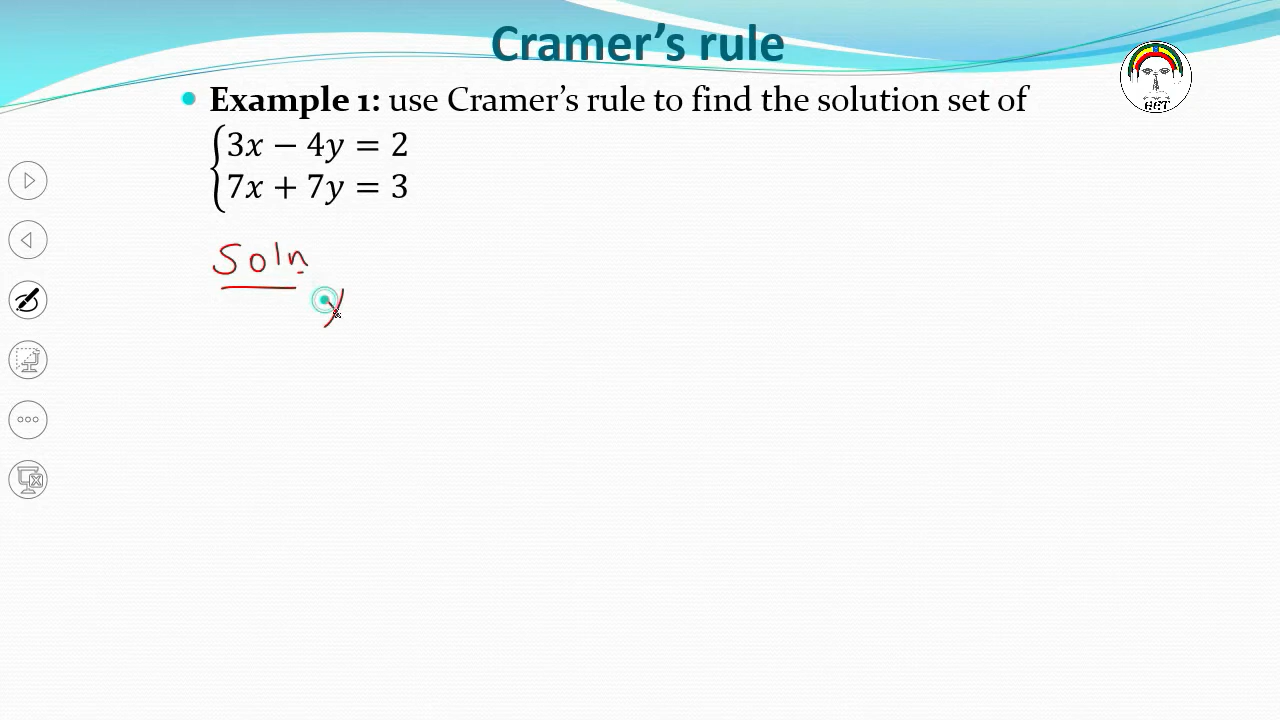 Cramer's rule
Example 1: use Cramer's rule to find the solution set of
3x − 4y = 2
7x + 7y = 3
Soln
x